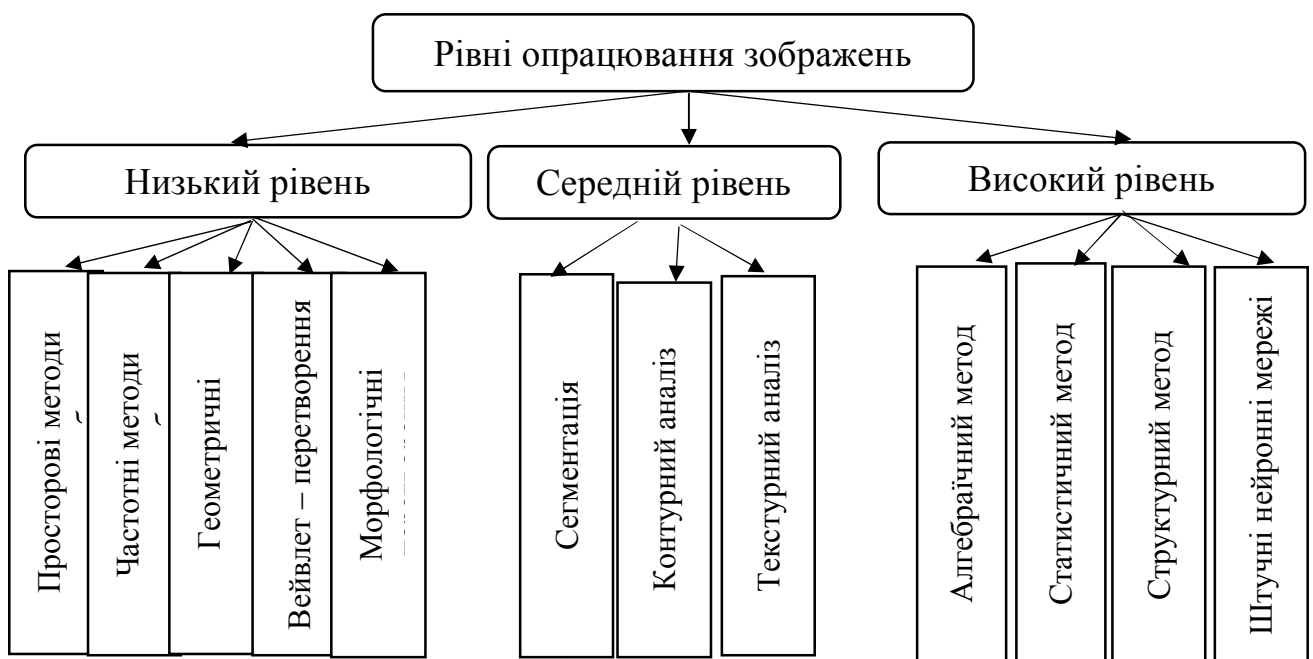 Рівні опрацювання зображень
Низький рівень
Середній рівень
Високий рівень
Просторові методи
Частотні методи
Геометричні
Вейвлет – перетворення
Морфологічні
Сегментація
Контурний аналіз
Текстурний аналіз
Алгебраїчний метод
Статистичний метод
Структурний метод
Штучні нейронні мережі